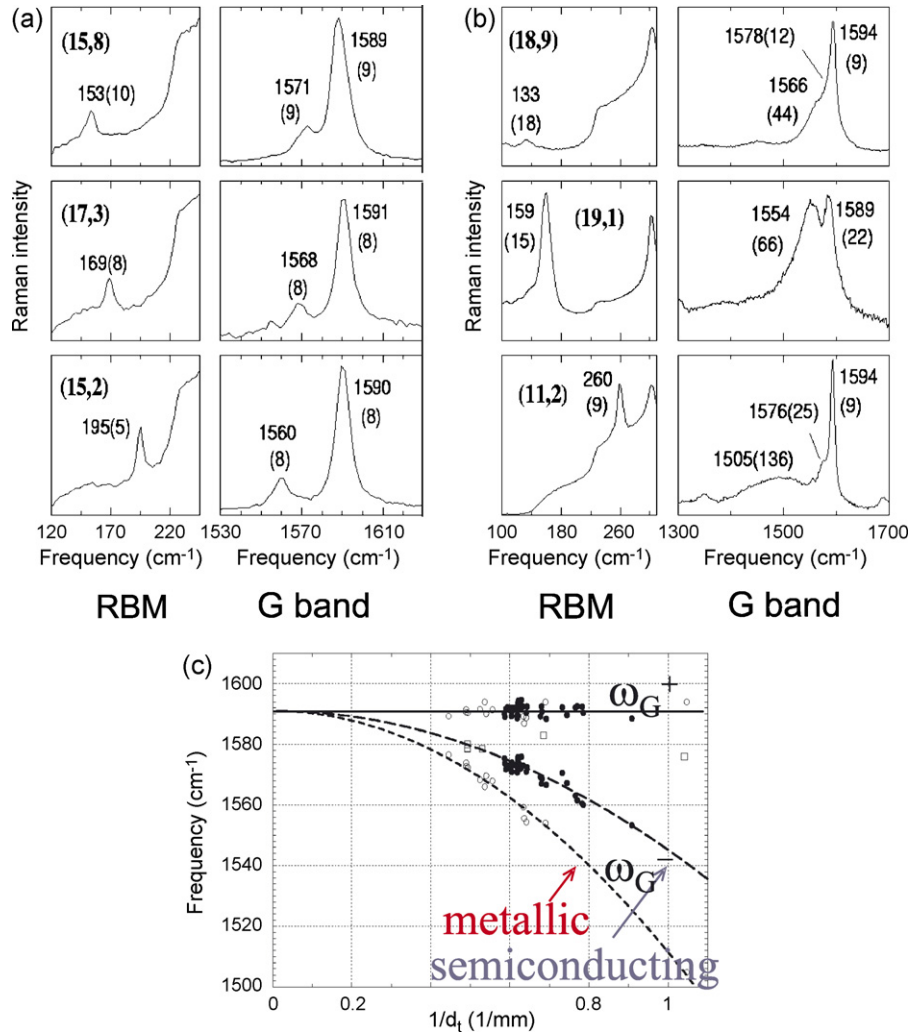 (a)
(15,8)
153(10)
1589
(9)
1571
(9)
(17,3)
169(8)
1591
(8)
1568
(8)
(15,2)
195(5)
1590
(8)
1560
(8)
Raman intensity
120 170 220
Frequency (cm-1)
1530 1570 1610
Frequency (cm-1)
RBM
G band
(b)
(18,9)
133
(18)
1578(12)
1594
(9)
1566
(44)
159
(15)
(19,1)
1554
(66)
1589
(22)
(11,2)
260
(9)
1594
(9)
1576(25)
1505(136)
Raman intensity
100 180 260
Frequency (cm-1)
1300 1500 1700
Frequency (cm-1)
RBM
G band
(c)
Frequency (cm-1)
1600
1580
1560
1540
1520
1500
ωG+
ωG−
metallic
semiconducting
0 0.2 0.4 0.6 0.8 1
1/dt (1/mm)